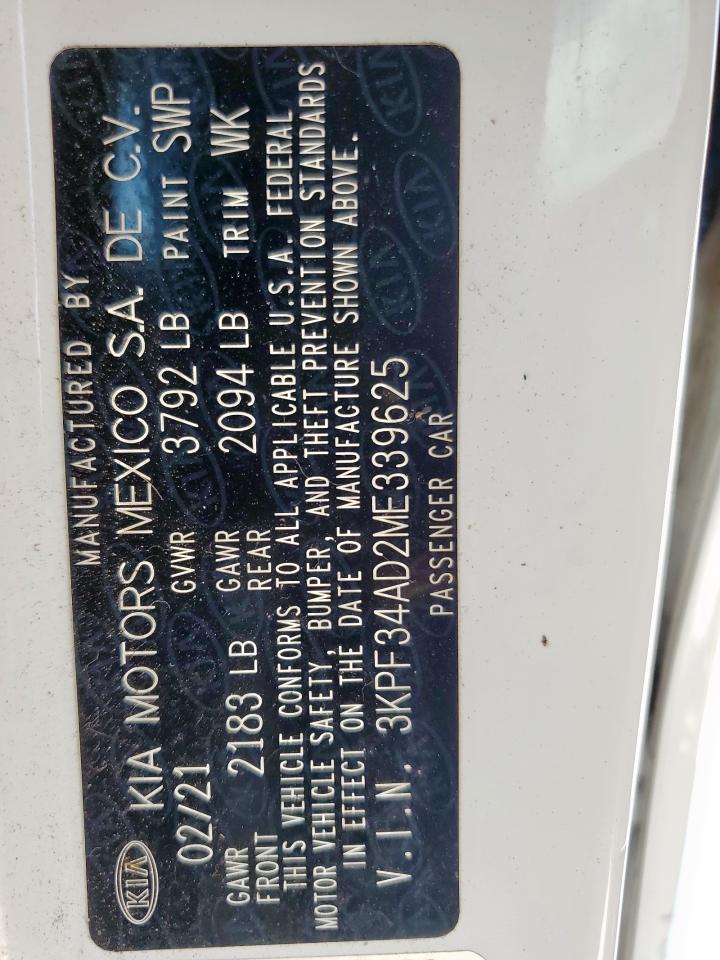 MANUFACTURED BY
KIA KIA MOTORS MEXICO S.A. DE C.V.
02/21 GVWR 3792 LB PAINT SWP
GAWR FRONT 2183 LB GAWR REAR 2094 LB TRIM WK
THIS VEHICLE CONFORMS TO ALL APPLICABLE U.S.A. FEDERAL
MOTOR VEHICLE SAFETY, BUMPER, AND THEFT PREVENTION STANDARDS
IN EFFECT ON THE DATE OF MANUFACTURE SHOWN ABOVE.
V.I.N. 3KPF34AD2ME339625
PASSENGER CAR